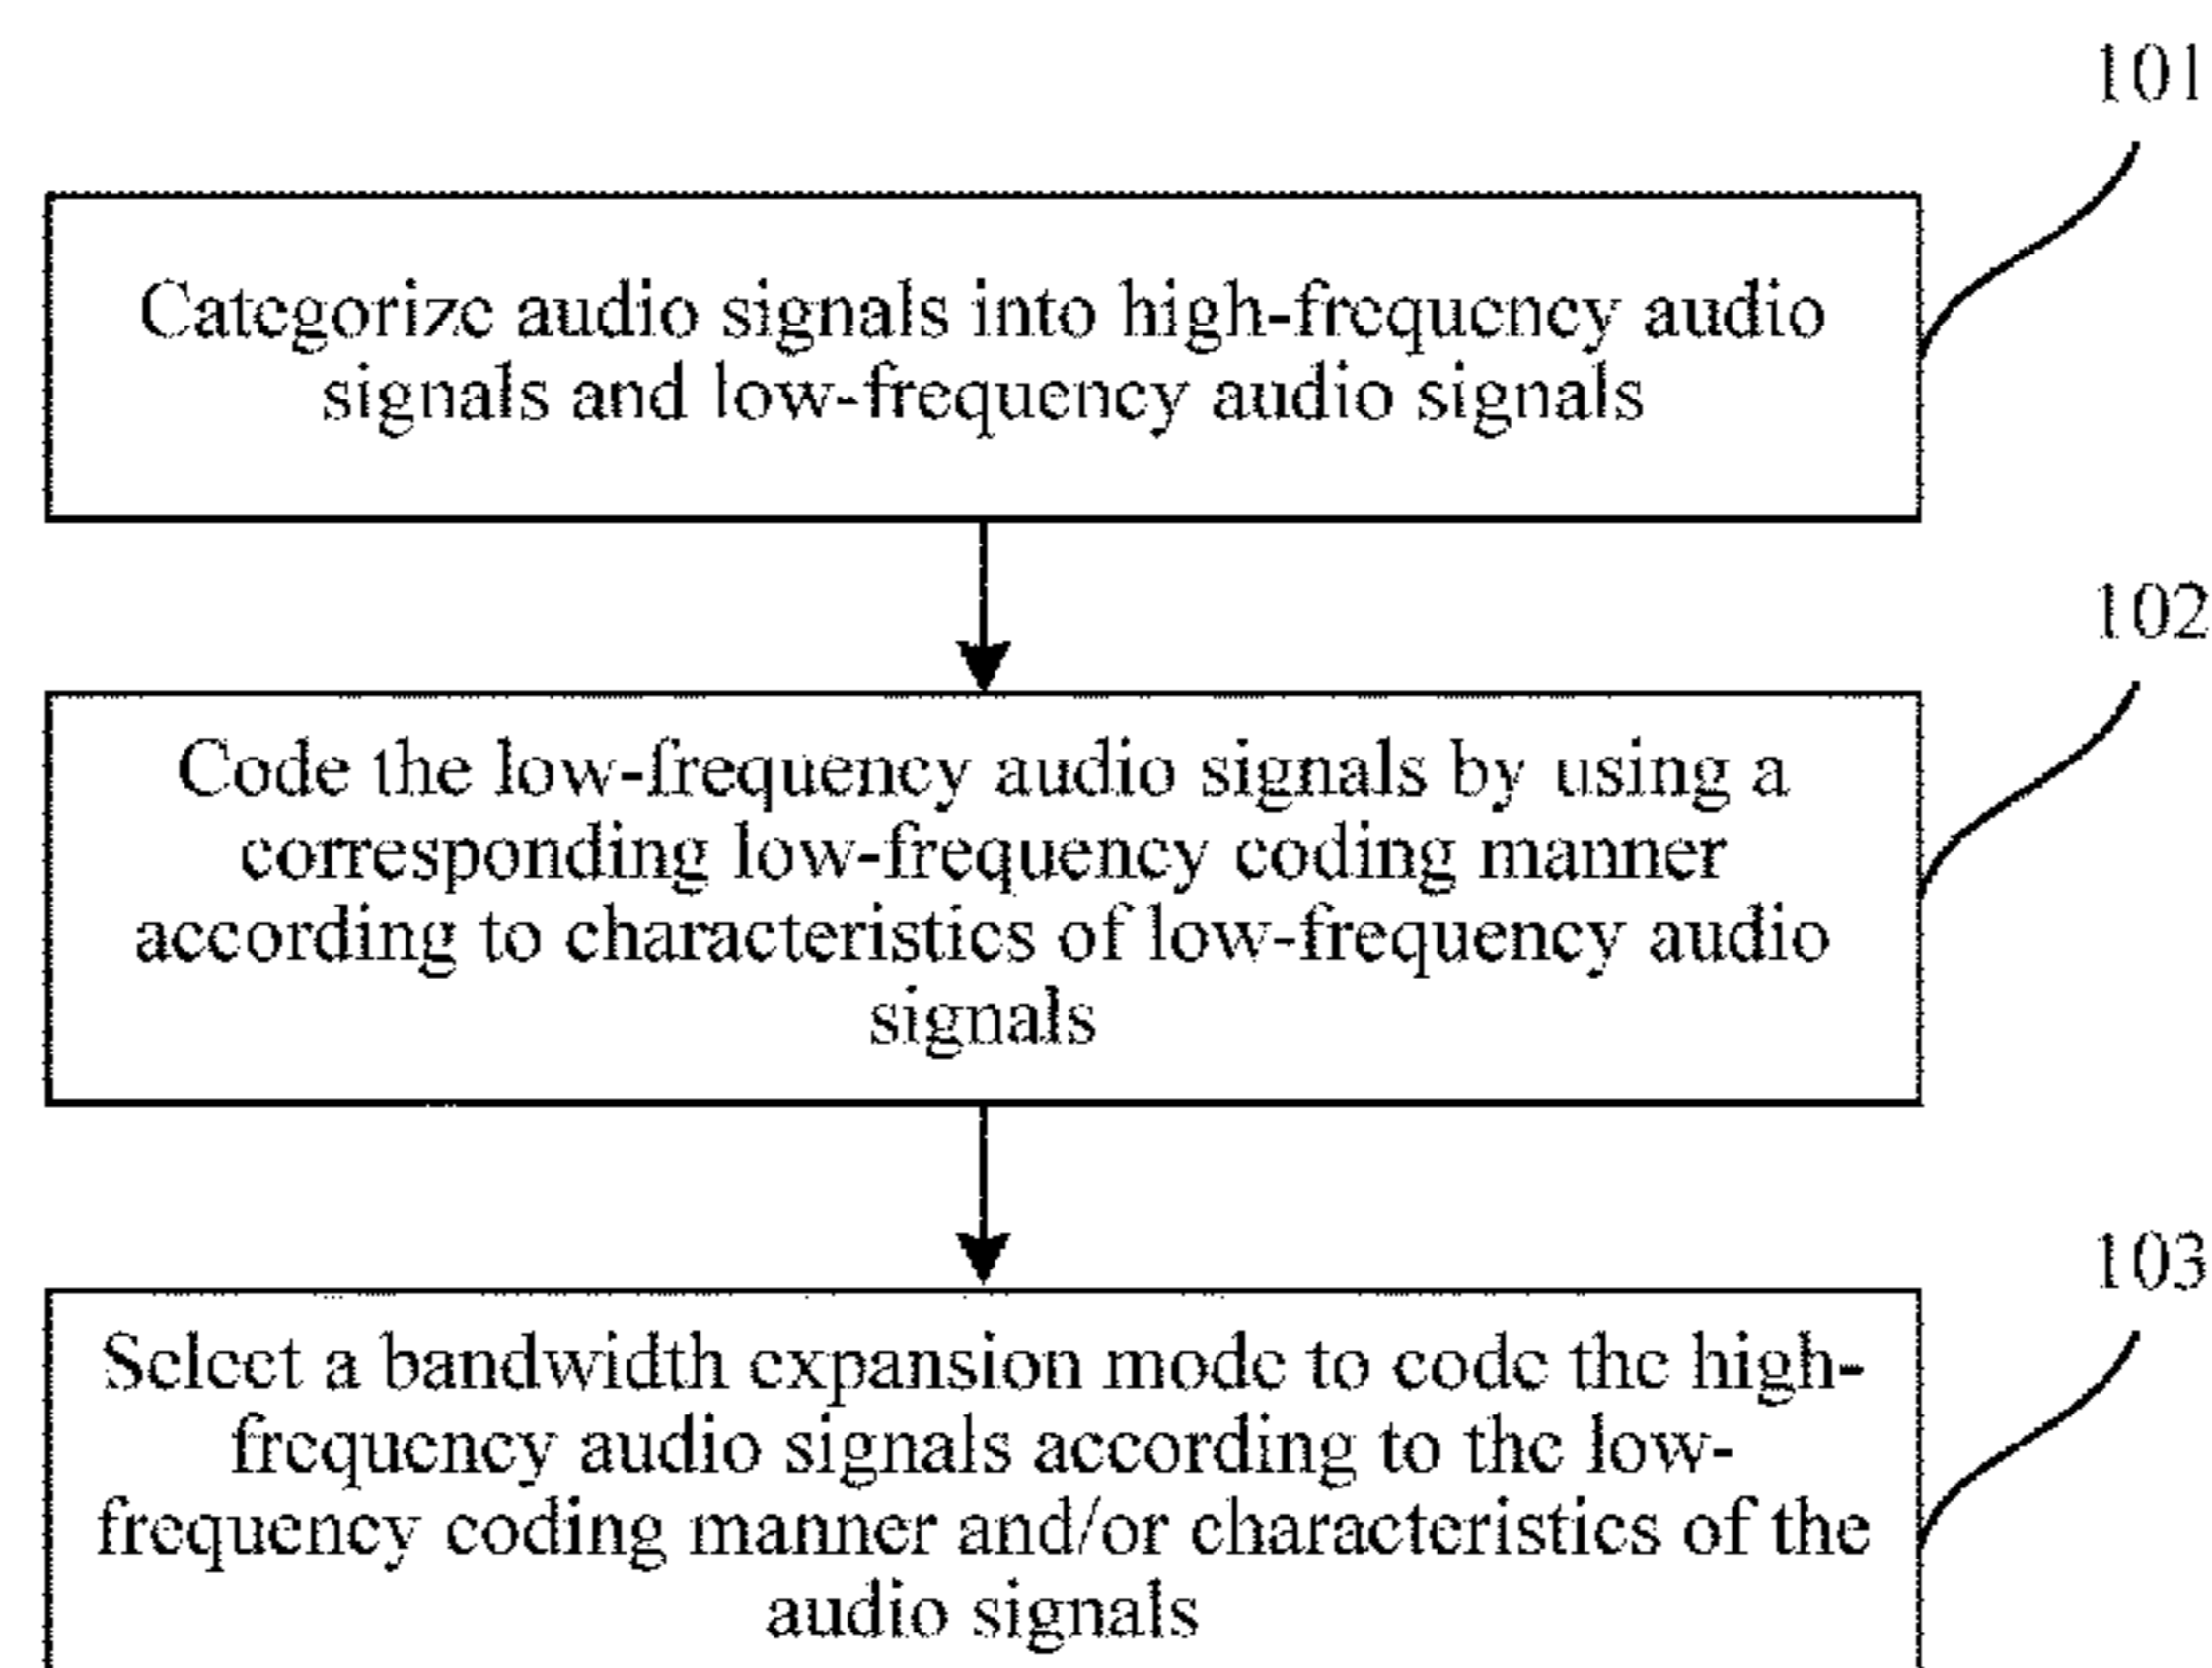 101
Categorize audio signals into high-frequency audio
signals and low-frequency audio signals
102
Code the low-frequency audio signals by using a
corresponding low-frequency coding manner
according to characteristics of low-frequency audio
signals
103
Select a bandwidth expansion mode to code the high-
frequency audio signals according to the low-
frequency coding manner and/or characteristics of the
audio signals